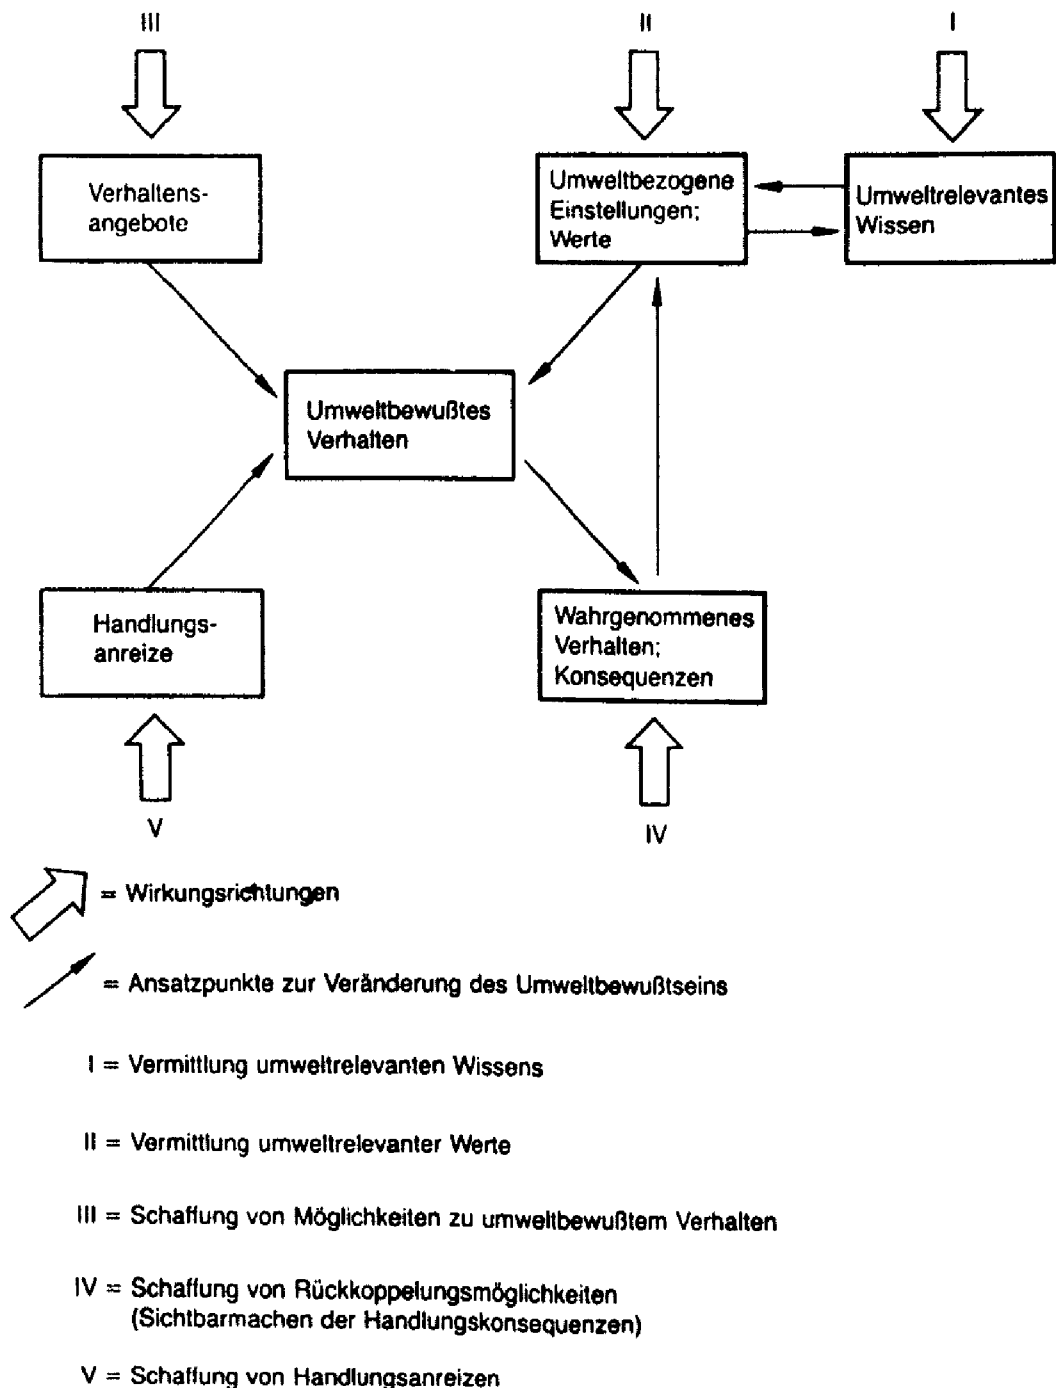 III
II
I
Verhaltens-
angebote
Umweltbezogene
Einstellungen;
Werte
Umweltrelevantes
Wissen
Umweltbewußtes
Verhalten
Handlungs-
anreize
Wahrgenommenes
Verhalten;
Konsequenzen
V
IV
= Wirkungsrichtungen
= Ansatzpunkte zur Veränderung des Umweltbewußtseins
I = Vermittlung umweltrelevanten Wissens
II = Vermittlung umweltrelevanter Werte
III = Schaffung von Möglichkeiten zu umweltbewußtem Verhalten
IV = Schaffung von Rückkoppelungsmöglichkeiten
(Sichtbarmachen der Handlungskonsequenzen)
V = Schaffung von Handlungsanreizen